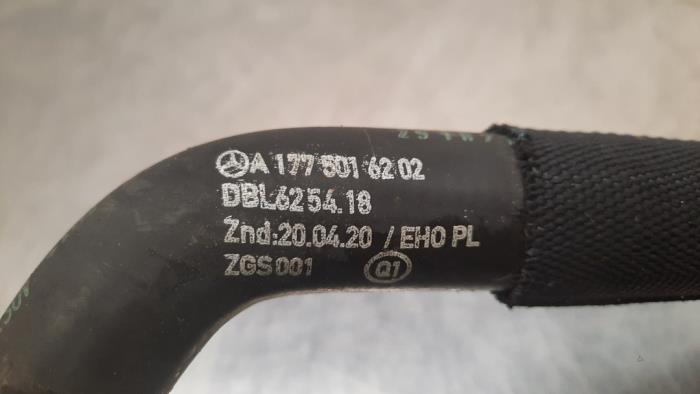 A 177 501 62 02
DBL6254.18
Znd:20.04.20 / EHO PL
ZGS001 Q1